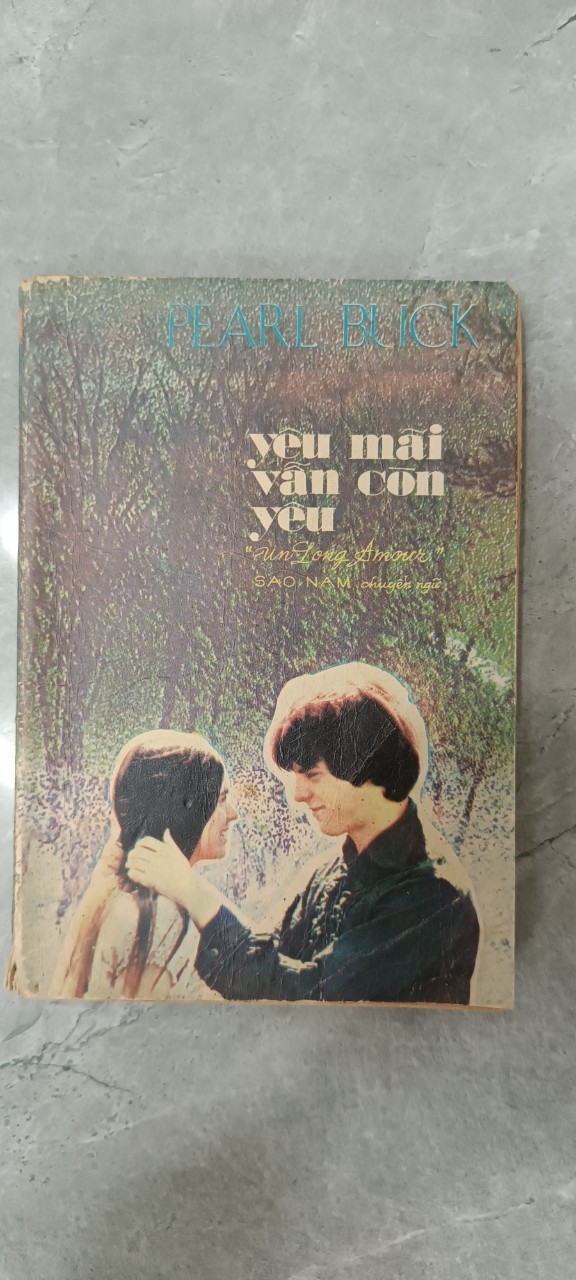 PEARL BUCK
yêu mãi
vẫn còn
yêu
"Un Long Amour"
SAO NAM chuyển ngữ